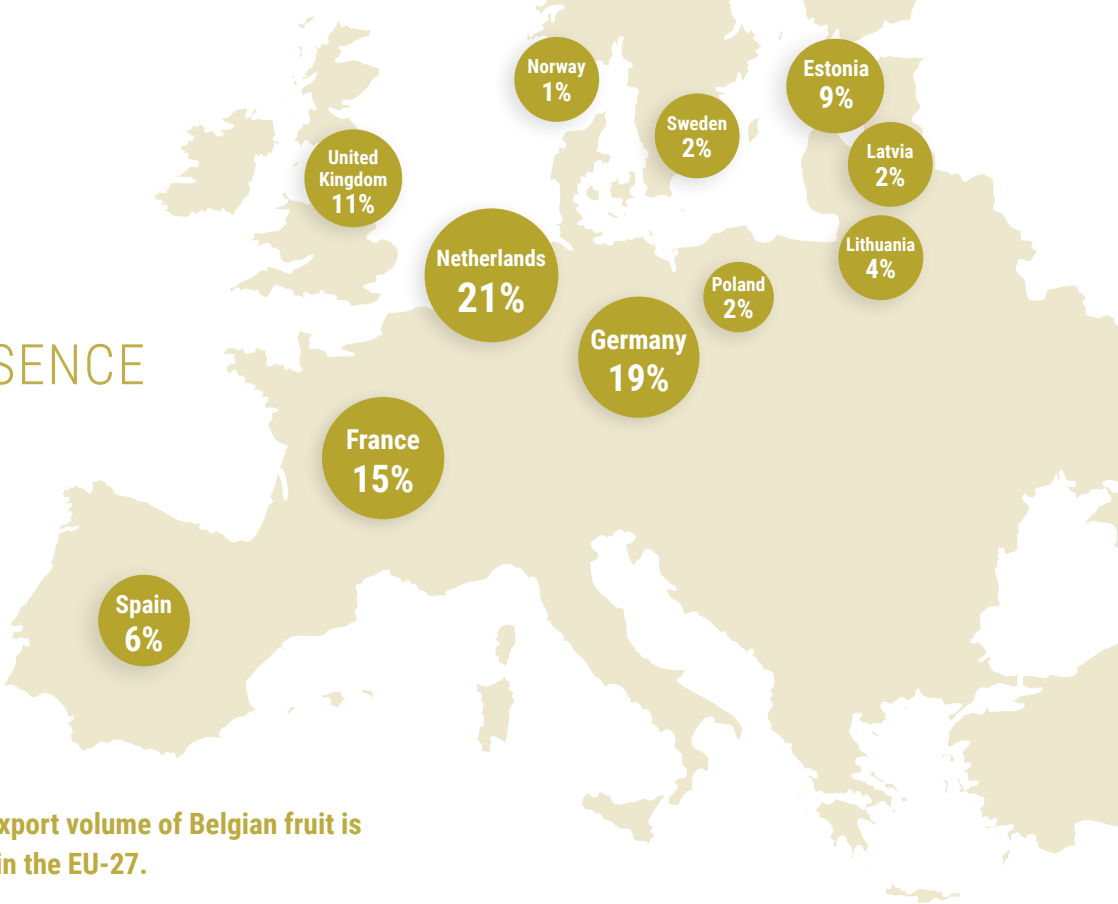 Norway
1%
Estonia
9%
Sweden
2%
Latvia
2%
United
Kingdom
11%
Lithuania
4%
Netherlands
21%
Poland
2%
Germany
19%
SENCE
France
15%
Spain
6%
xport volume of Belgian fruit is
in the EU-27.